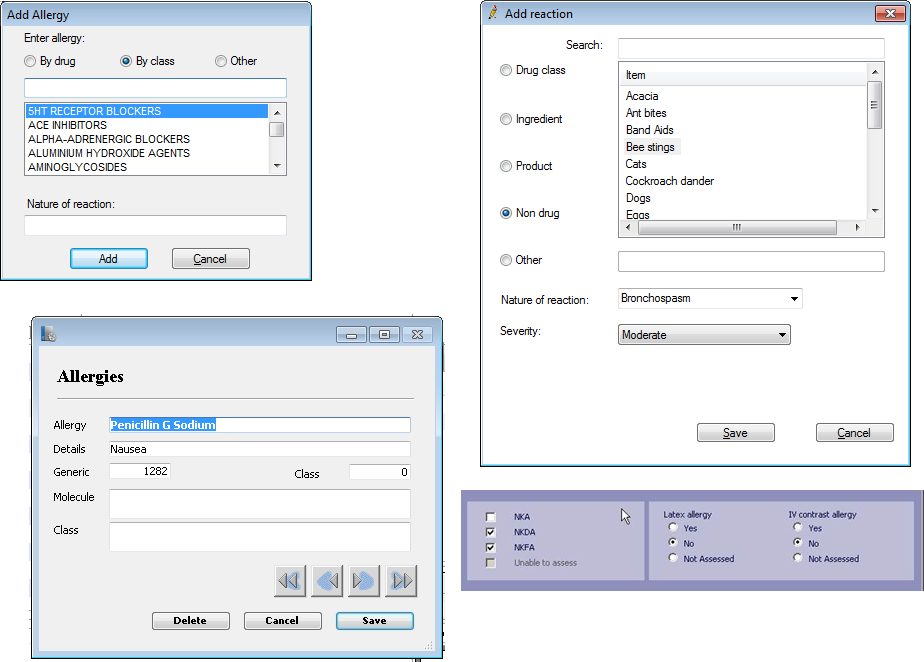 Add Allergy
Enter allergy:
By drug By class Other
5HT RECEPTOR BLOCKERS
ACE INHIBITORS
ALPHA-ADRENERGIC BLOCKERS
ALUMINIUM HYDROXIDE AGENTS
AMINOGLYCOSIDES
Nature of reaction:
Add Cancel
Add reaction
Search:
Drug class
Ingredient
Product
Non drug
Item
Acacia
Ant bites
Band Aids
Bee stings
Cats
Cockroach dander
Dogs
Eggs
Other
Nature of reaction: Bronchospasm
Severity: Moderate
Save Cancel
Allergies
Allergy Penicillin G Sodium
Details Nausea
Generic 1282 Class 0
Molecule
Class
Delete Cancel Save
NKA
NKDA
NKFA
Unable to assess
Latex allergy
Yes
No
Not Assessed
IV contrast allergy
Yes
No
Not Assessed